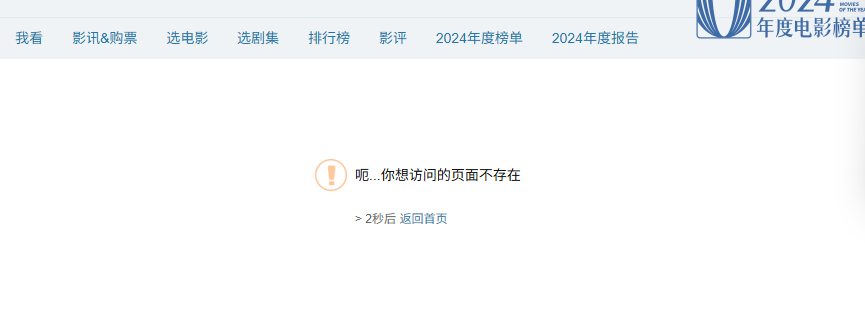 2024
MOVIES
OF THE YEA
年度电影榜单
我看 影讯&购票 选电影 选剧集 排行榜 影评 2024年度榜单 2024年度报告
呃...你想访问的页面不存在
> 2秒后 返回首页